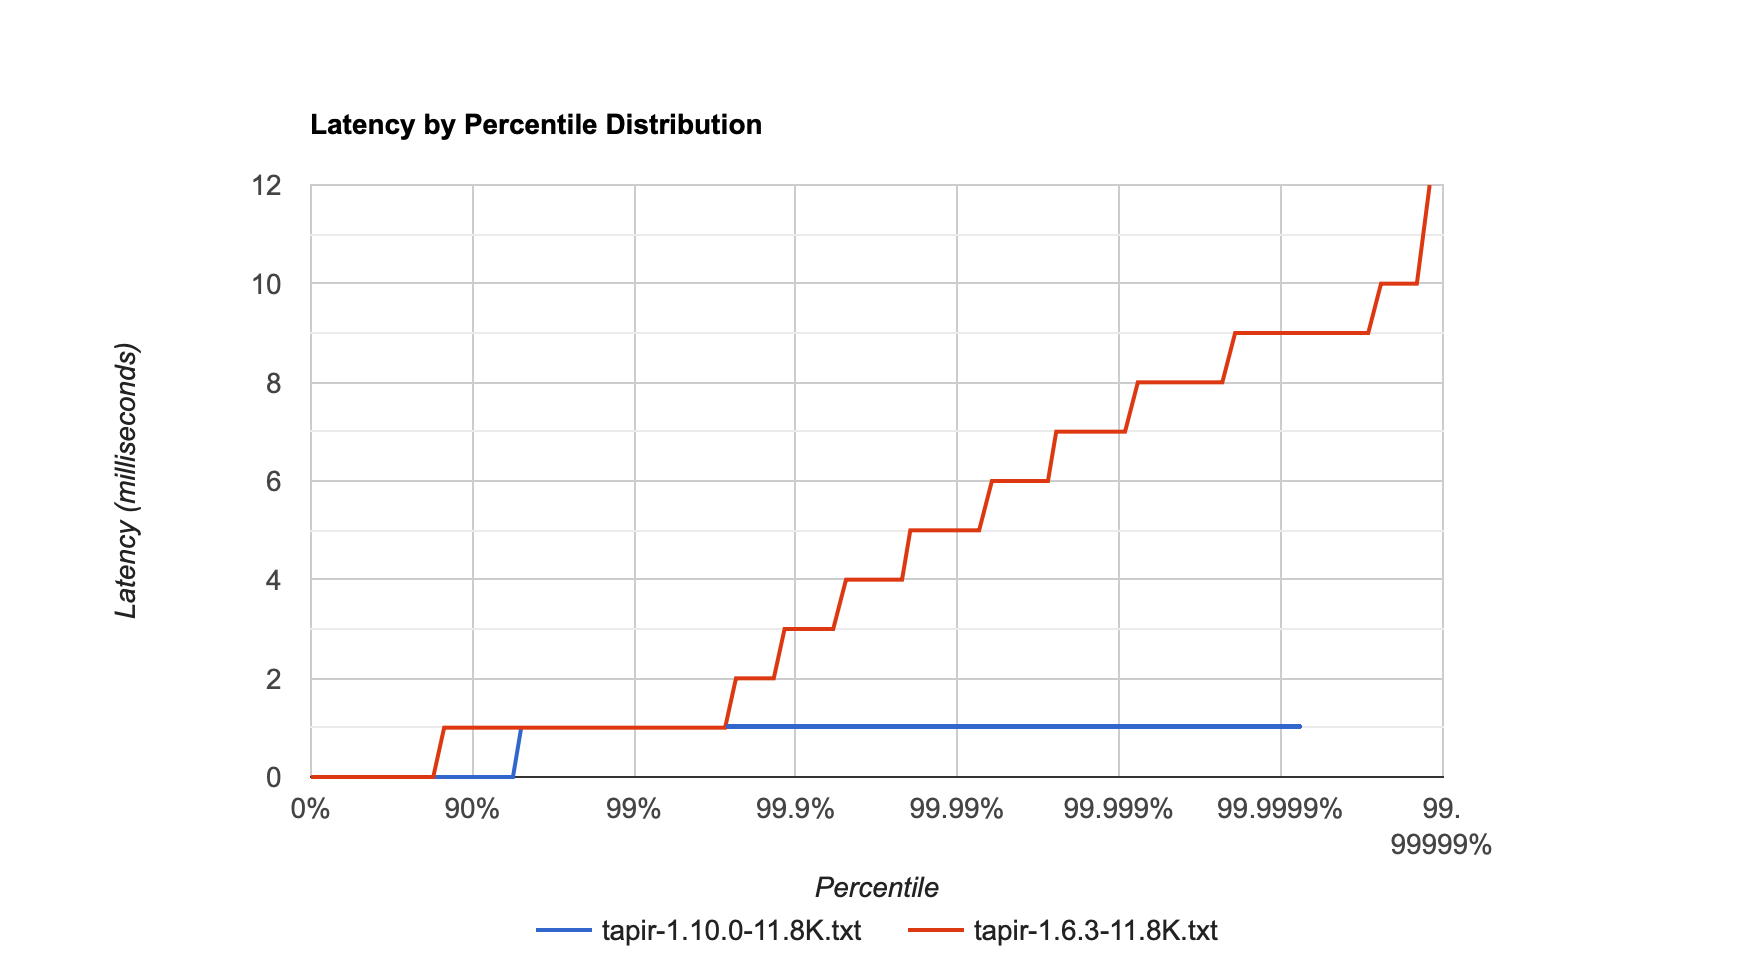 Latency by Percentile Distribution
12
10
8
6
4
2
0
Latency (milliseconds)
0% 90% 99% 99.9% 99.99% 99.999% 99.9999% 99.
99999%
Percentile
tapir-1.10.0-11.8K.txt tapir-1.6.3-11.8K.txt